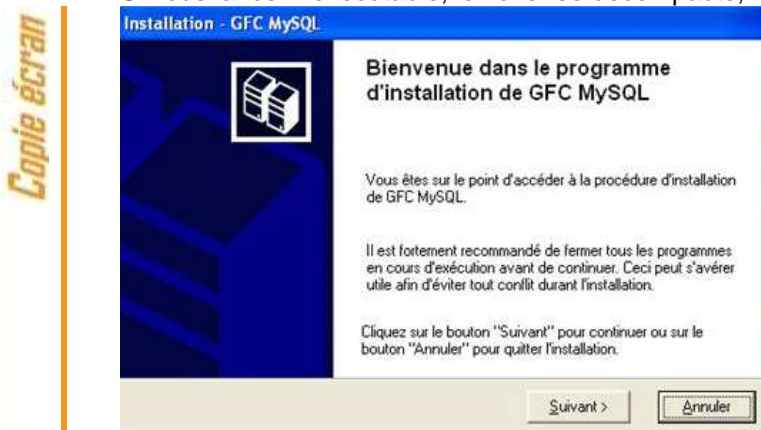 Copie écran
Installation - GFC MySQL
Bienvenue dans le programme
d'installation de GFC MySQL
Vous êtes sur le point d'accéder à la procédure d'installation
de GFC MySQL.
Il est fortement recommandé de fermer tous les programmes
en cours d'exécution avant de continuer. Ceci peut s'avérer
utile afin d'éviter tout conflit durant l'installation.
Cliquez sur le bouton "Suivant" pour continuer ou sur le
bouton "Annuler" pour quitter l'installation.
Suivant >
Annuler